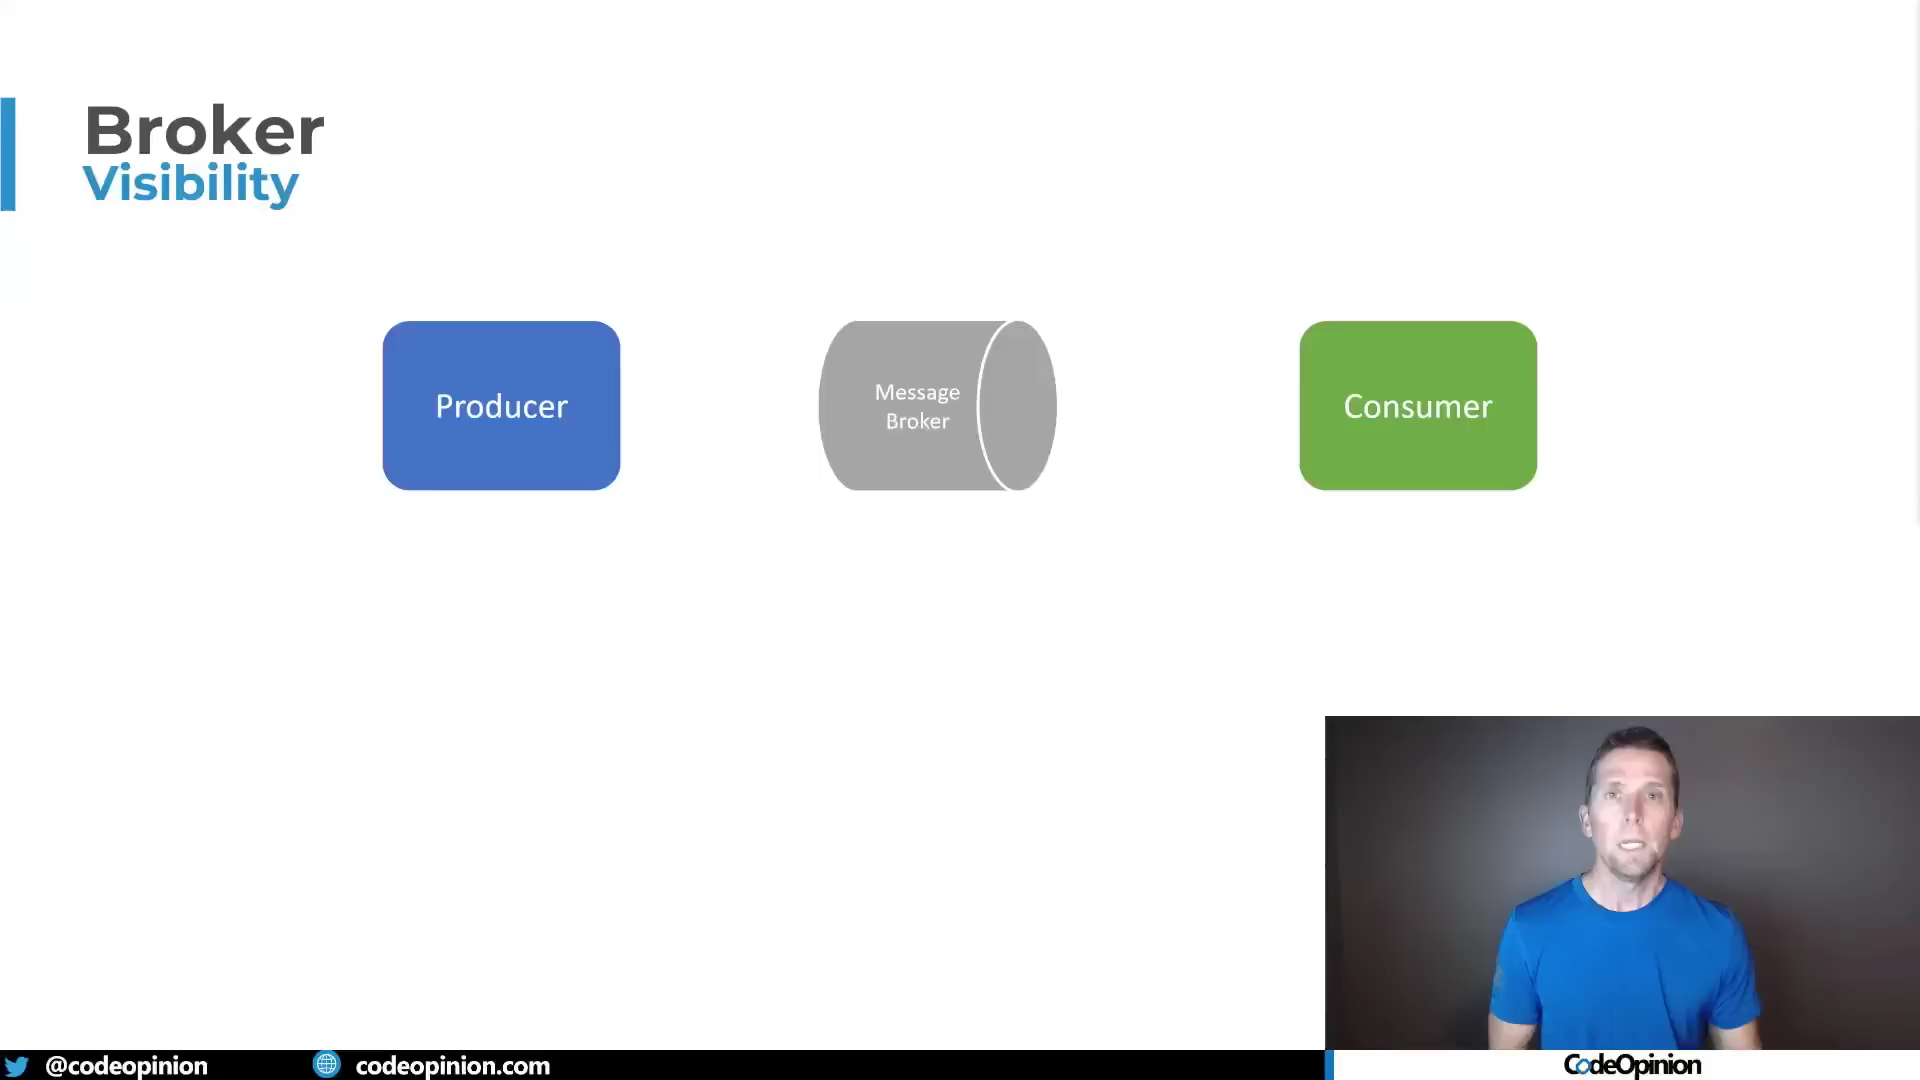 Broker
Visibility
Producer
Message
Broker
Consumer
@codeopinion
codeopinion.com
CodeOpinion